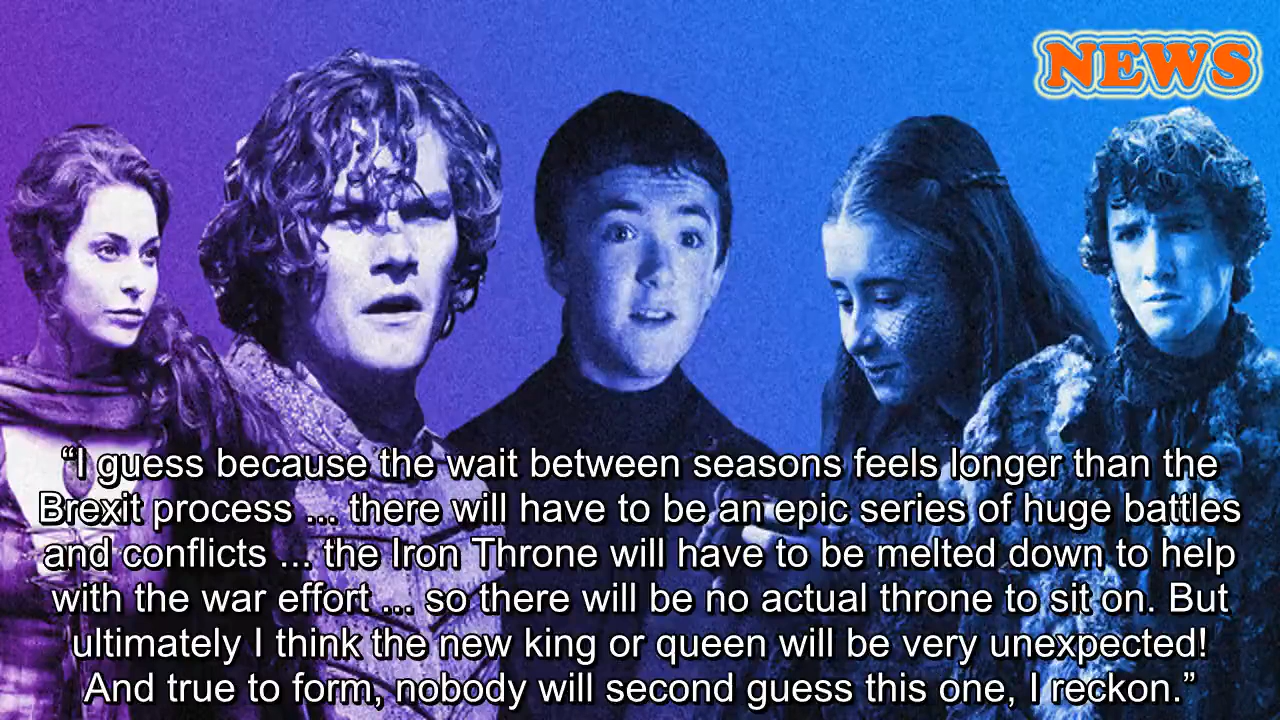 NEWS
“I guess because the wait between seasons feels longer than the
Brexit process ... there will have to be an epic series of huge battles
and conflicts ... the Iron Throne will have to be melted down to help
with the war effort ... so there will be no actual throne to sit on. But
ultimately I think the new king or queen will be very unexpected!
And true to form, nobody will second guess this one, I reckon.”